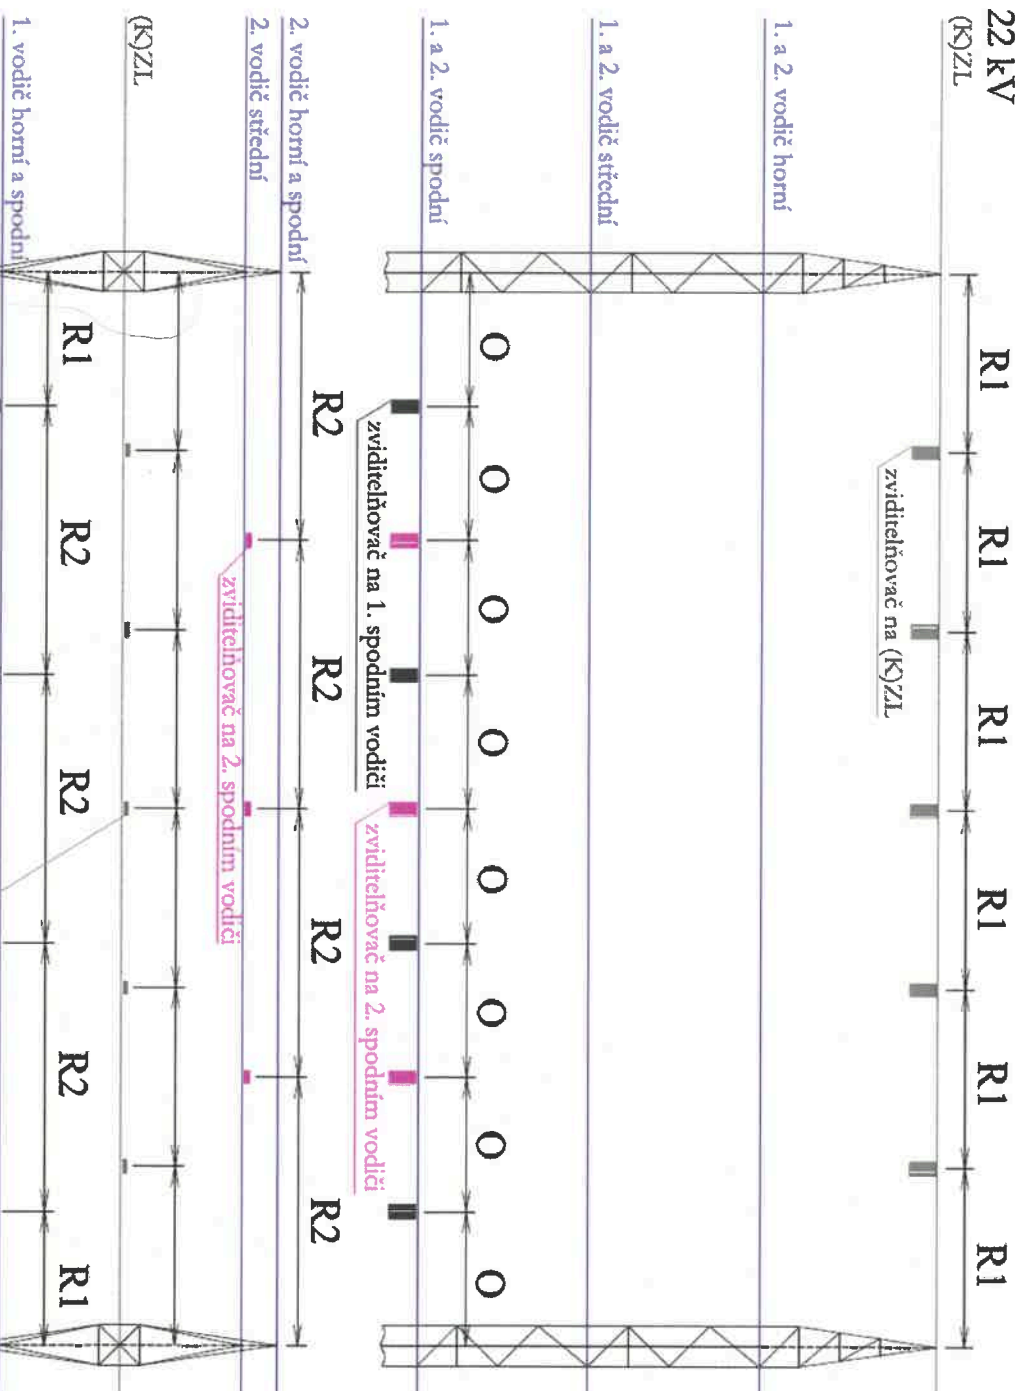 22 kV
R1 R1 R1 R1 R1 R1
(K)ZL
zviditelňovač na (K)ZL
1. a 2. vodič horní
1. a 2. vodič střední
O O O O O O O O
1. a 2. vodič spodní
zviditelňovač na 1. spodním vodiči
zviditelňovač na 2. spodním vodiči
R2 R2 R2 R2
2. vodič horní a spodní
2. vodič střední
zviditelňovač na 2. spodním vodiči
(K)ZL
R1 R2 R2 R2 R1
1. vodič horní a spodní